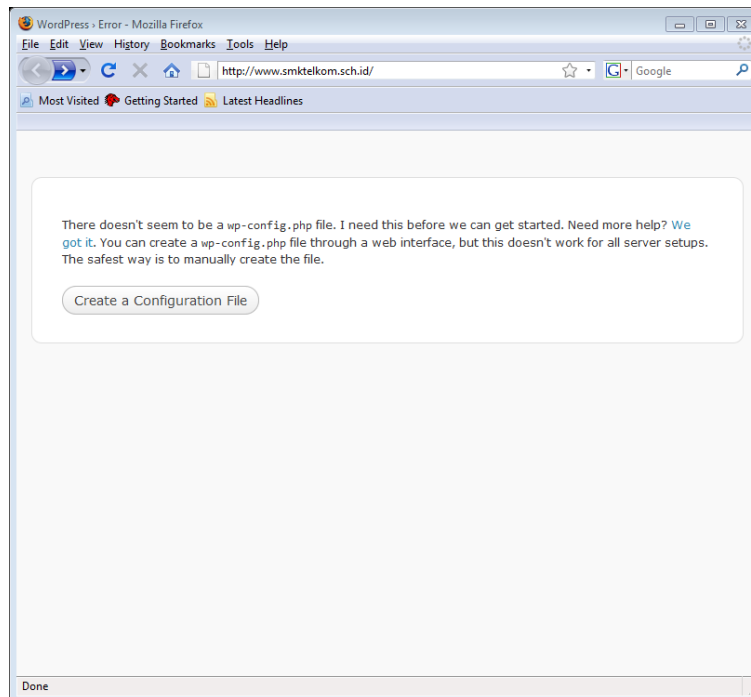 WordPress › Error - Mozilla Firefox
File Edit View History Bookmarks Tools Help
http://www.smktelkom.sch.id/
G Google
Most Visited Getting Started Latest Headlines
There doesn't seem to be a wp-config.php file. I need this before we can get started. Need more help? We
got it. You can create a wp-config.php file through a web interface, but this doesn't work for all server setups.
The safest way is to manually create the file.
Create a Configuration File
Done